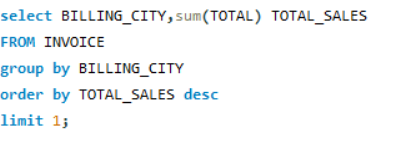 select BILLING_CITY,sum(TOTAL) TOTAL_SALES
FROM INVOICE
group by BILLING_CITY
order by TOTAL_SALES desc
limit 1;